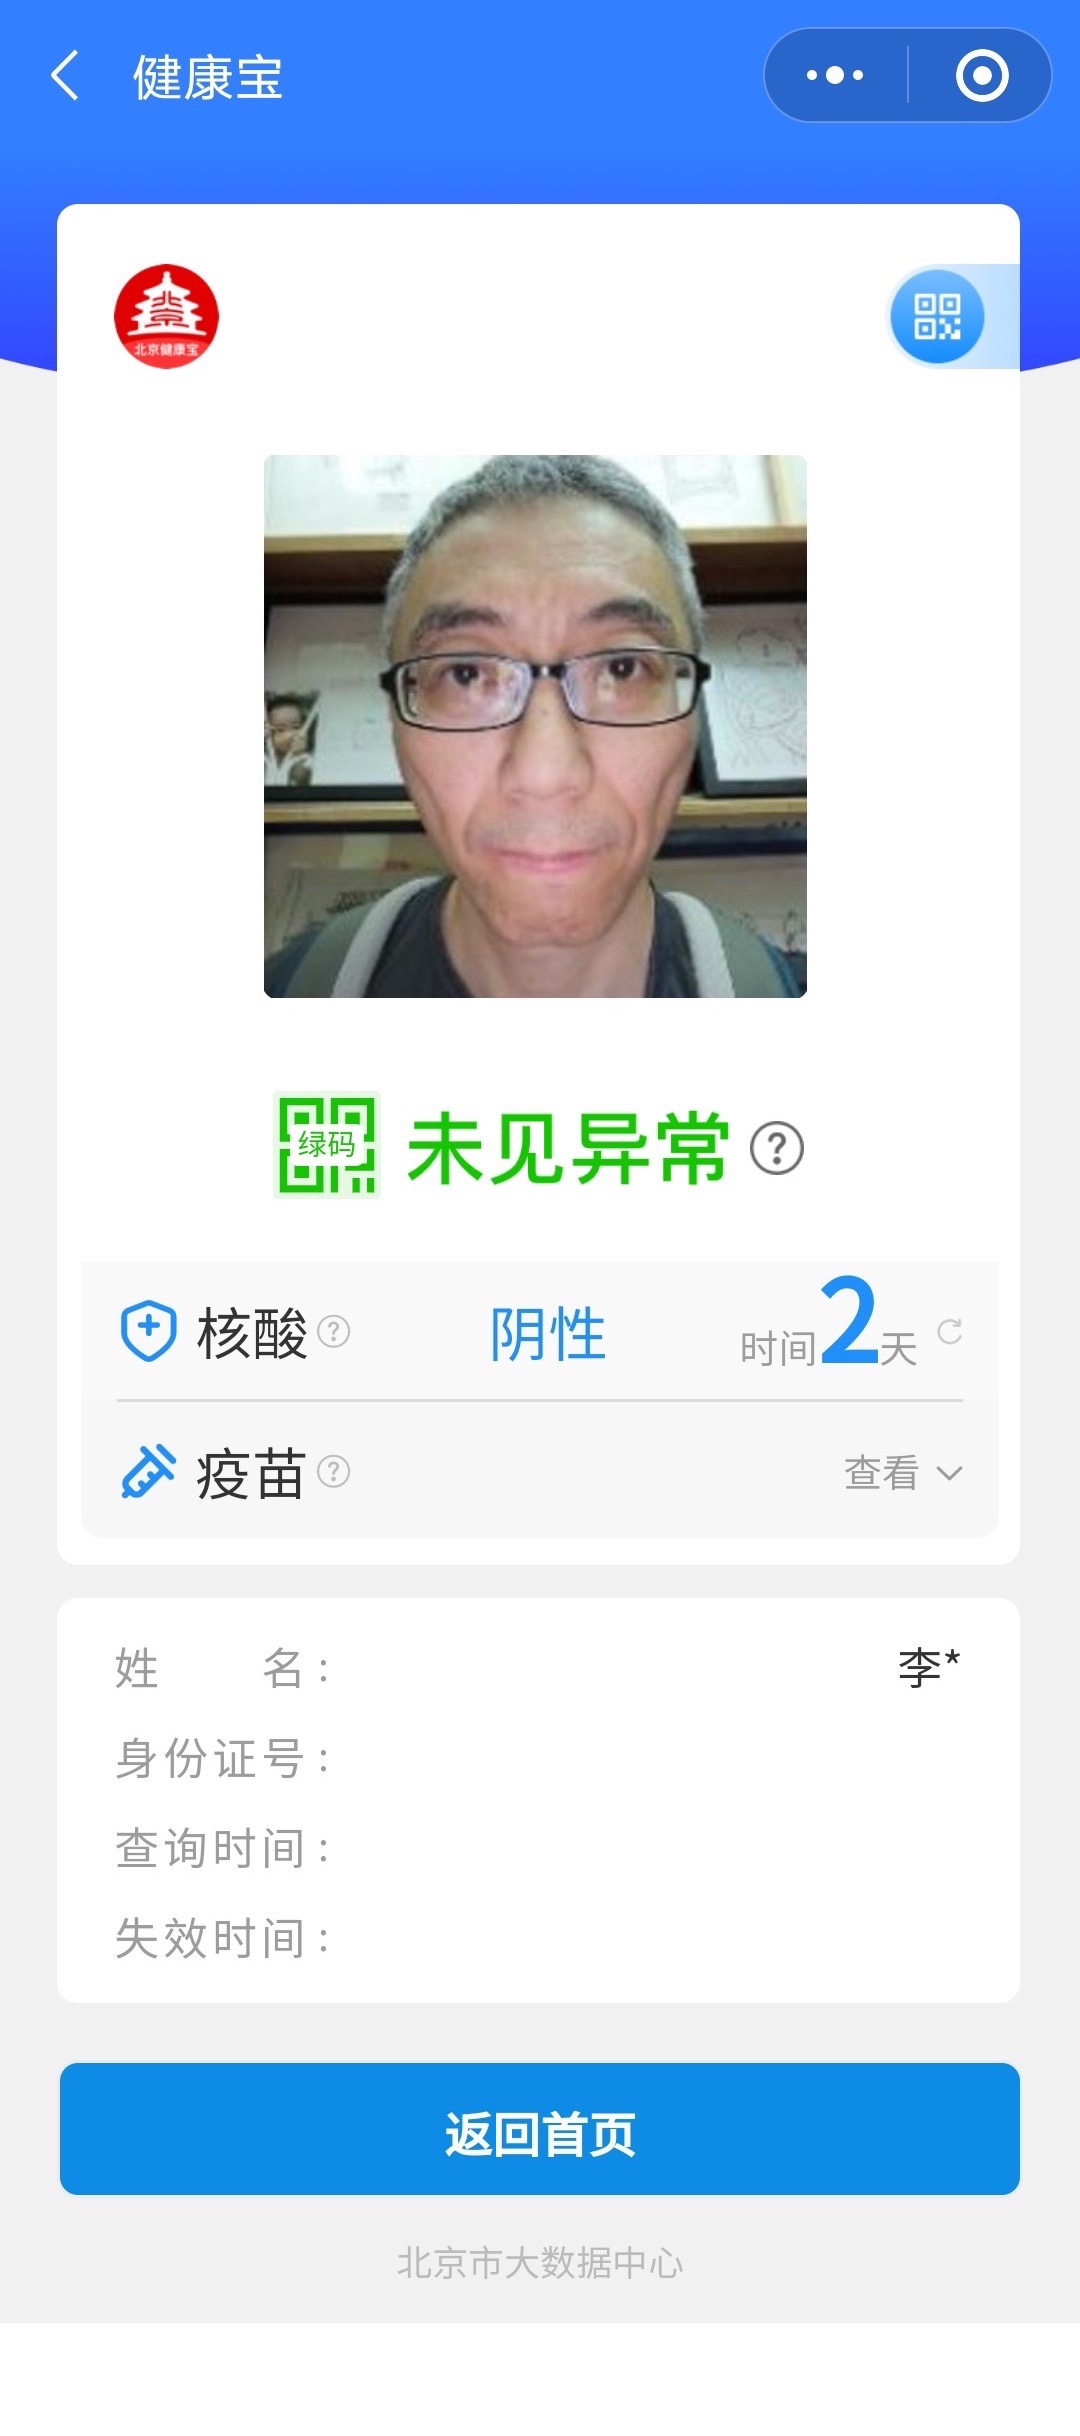 健康宝
北京健康宝
绿码
未见异常 ?
核酸 ? 阴性 时间2天
疫苗 ? 查看
姓名: 李*
身份证号:
查询时间:
失效时间:
返回首页
北京市大数据中心